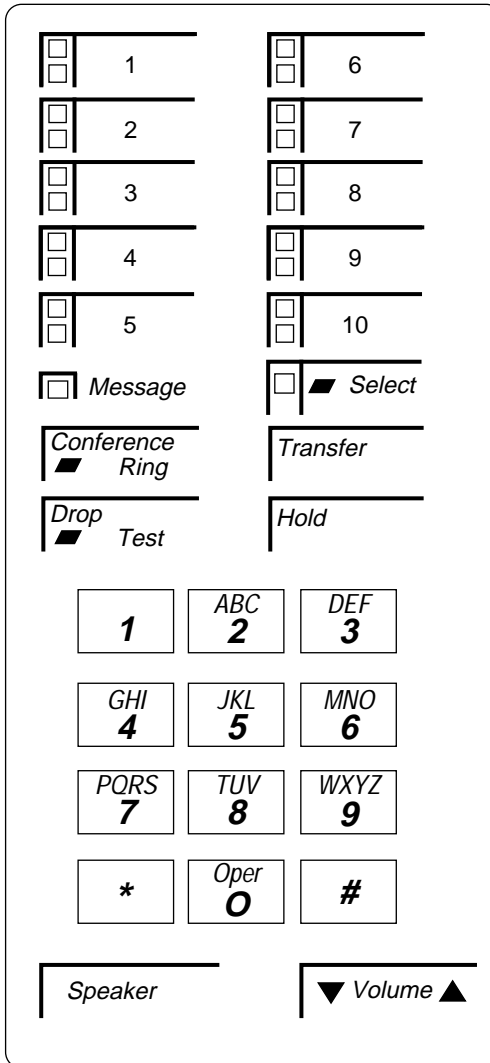 1 6
2 7
3 8
4 9
5 10
Message Select
Conference Transfer
Ring
Drop Hold
Test
1 ABC DEF
2 3
GHI JKL MNO
4 5 6
PQRS TUV WXYZ
7 8 9
* Oper #
O
Speaker Volume